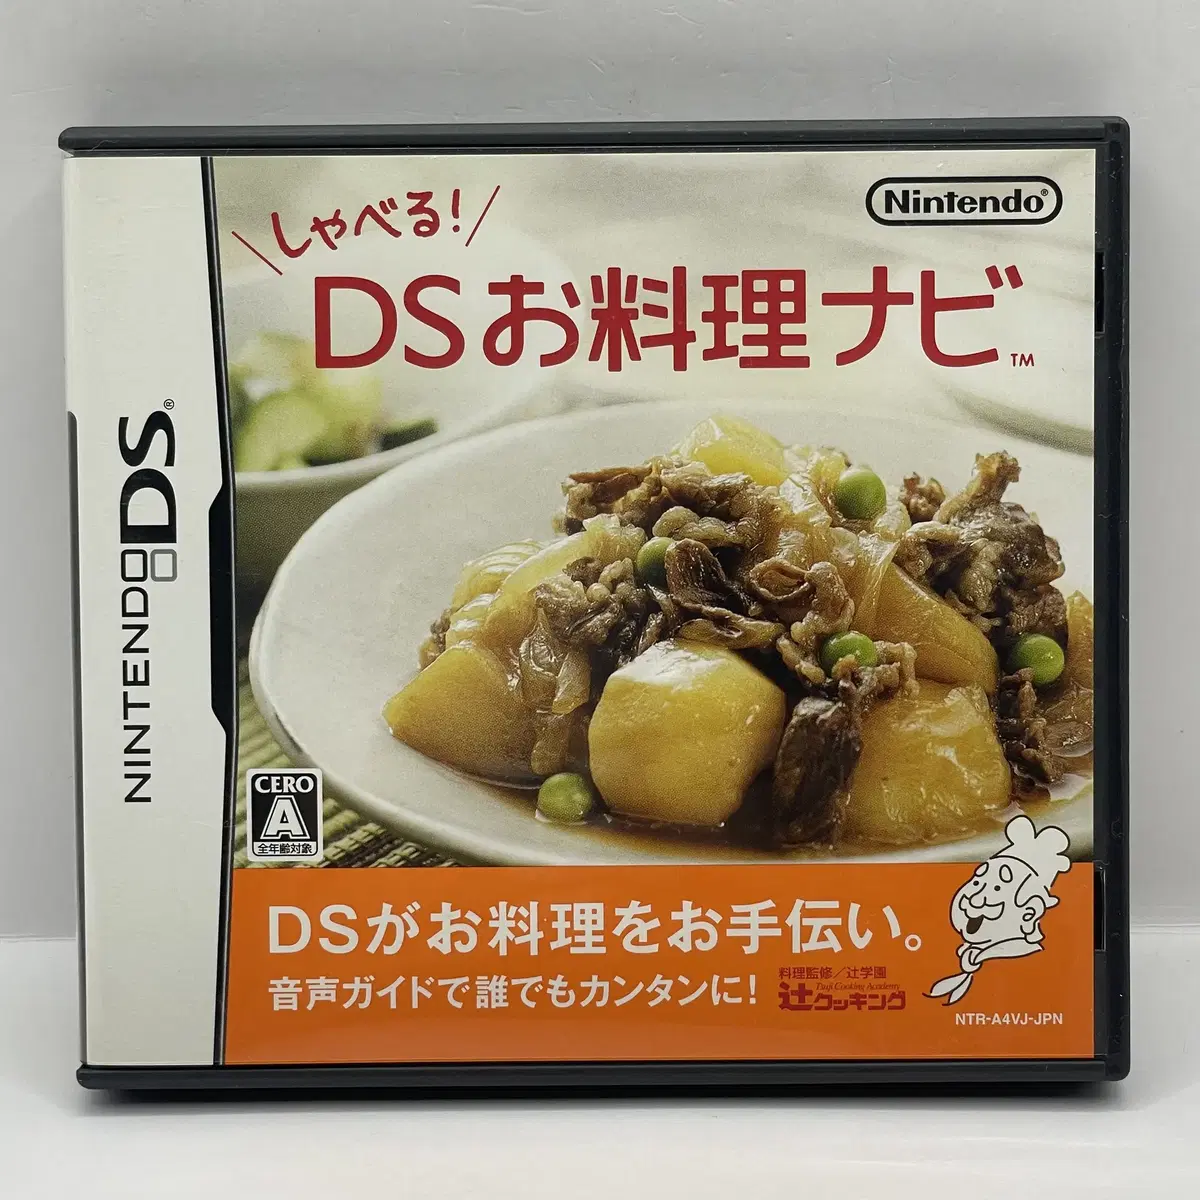 Nintendo®
しゃべる!
DSお料理ナビ™
NINTENDO DS®
CERO
A
全年齢対象
DSがお料理をお手伝い。
音声ガイドで誰でもカンタンに!
料理監修/辻学園
Tsuji Cooking Academy
辻クッキング
NTR-A4VJ-JPN